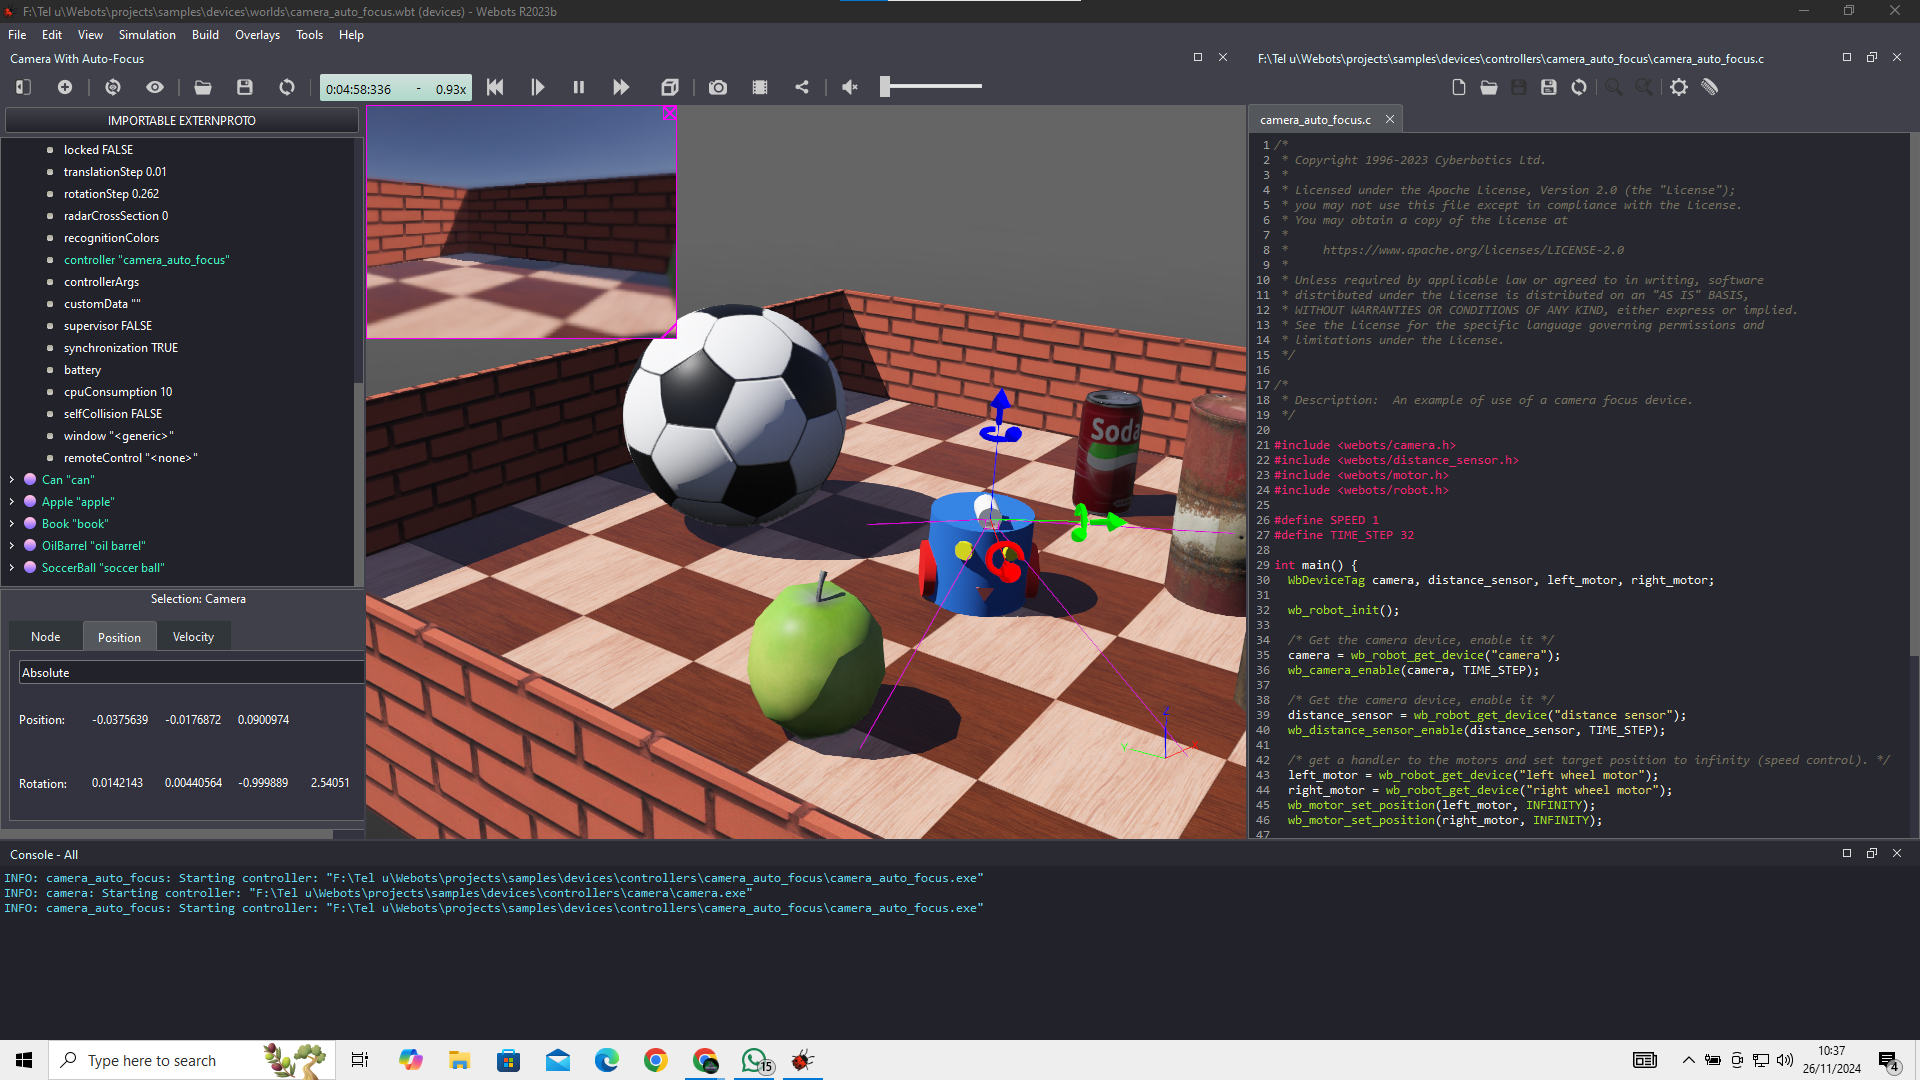 F:\Tel u\Webots\projects\samples\devices\worlds\camera_auto_focus.wbt (devices) - Webots R2023b
File Edit View Simulation Build Overlays Tools Help
Camera With Auto-Focus
0:04:58:336 - 0.93x
IMPORTABLE EXTERNPROTO
locked FALSE
translationStep 0.01
rotationStep 0.262
radarCrossSection 0
recognitionColors
controller "camera_auto_focus"
controllerArgs
customData ""
supervisor FALSE
synchronization TRUE
battery
cpuConsumption 10
selfCollision FALSE
window "<generic>"
remoteControl "<none>"
Can "can"
Apple "apple"
Book "book"
OilBarrel "oil barrel"
SoccerBall "soccer ball"
Selection: Camera
Node Position Velocity
Absolute
Position: -0.0375639 -0.0176872 0.0900974
Rotation: 0.0142143 0.00440564 -0.999889 2.54051
Soda
Z
Y
X
F:\Tel u\Webots\projects\samples\devices\controllers\camera_auto_focus\camera_auto_focus.c
camera_auto_focus.c
1 /*
2 * Copyright 1996-2023 Cyberbotics Ltd.
3 *
4 * Licensed under the Apache License, Version 2.0 (the "License");
5 * you may not use this file except in compliance with the License.
6 * You may obtain a copy of the License at
7 *
8 * https://www.apache.org/licenses/LICENSE-2.0
9 *
10 * Unless required by applicable law or agreed to in writing, software
11 * distributed under the License is distributed on an "AS IS" BASIS,
12 * WITHOUT WARRANTIES OR CONDITIONS OF ANY KIND, either express or implied.
13 * See the License for the specific language governing permissions and
14 * limitations under the License.
15 */
16
17 /*
18 * Description:  An example of use of a camera focus device.
19 */
20
21 #include <webots/camera.h>
22 #include <webots/distance_sensor.h>
23 #include <webots/motor.h>
24 #include <webots/robot.h>
25
26 #define SPEED 1
27 #define TIME_STEP 32
28
29 int main() {
30 WbDeviceTag camera, distance_sensor, left_motor, right_motor;
31
32 wb_robot_init();
33
34 /* Get the camera device, enable it */
35 camera = wb_robot_get_device("camera");
36 wb_camera_enable(camera, TIME_STEP);
37
38 /* Get the camera device, enable it */
39 distance_sensor = wb_robot_get_device("distance sensor");
40 wb_distance_sensor_enable(distance_sensor, TIME_STEP);
41
42 /* get a handler to the motors and set target position to infinity (speed control). */
43 left_motor = wb_robot_get_device("left wheel motor");
44 right_motor = wb_robot_get_device("right wheel motor");
45 wb_motor_set_position(left_motor, INFINITY);
46 wb_motor_set_position(right_motor, INFINITY);
47
Console - All
INFO: camera_auto_focus: Starting controller: "F:\Tel u\Webots\projects\samples\devices\controllers\camera_auto_focus\camera_auto_focus.exe"
INFO: camera: Starting controller: "F:\Tel u\Webots\projects\samples\devices\controllers\camera\camera.exe"
INFO: camera_auto_focus: Starting controller: "F:\Tel u\Webots\projects\samples\devices\controllers\camera_auto_focus\camera_auto_focus.exe"
Type here to search
15
10:37
26/11/2024
4